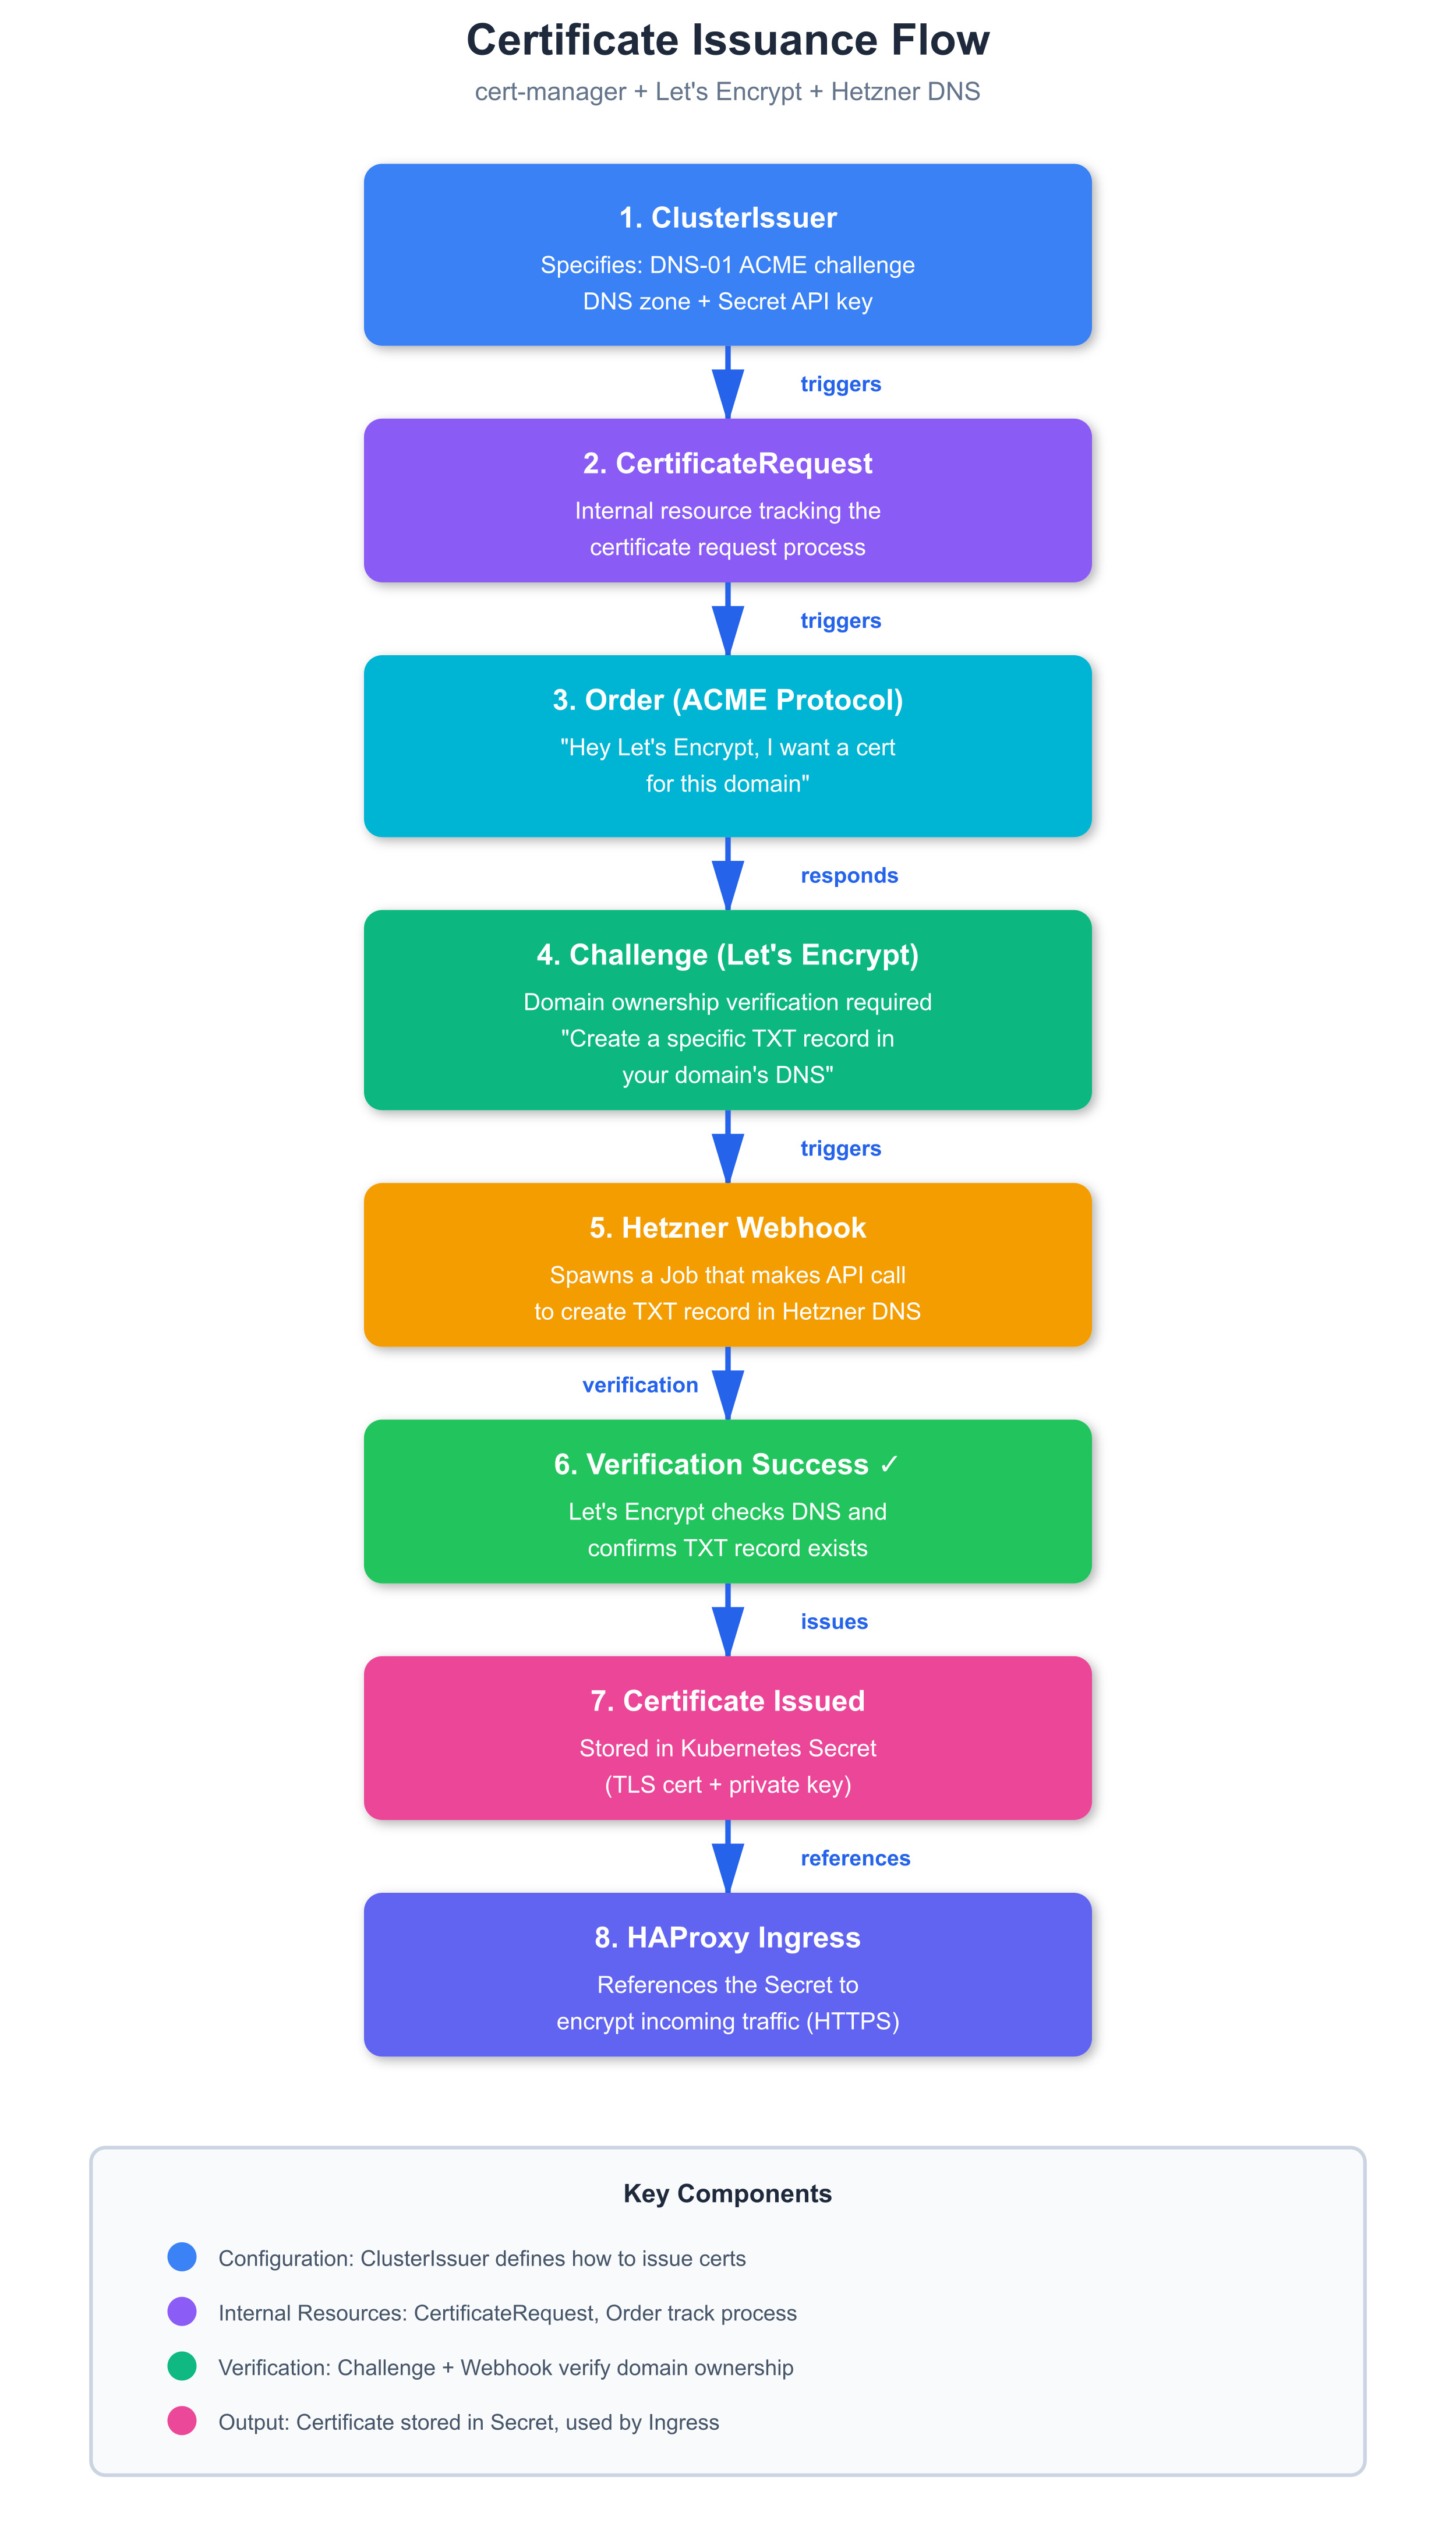 Certificate Issuance Flow
cert-manager + Let's Encrypt + Hetzner DNS
1. ClusterIssuer
Specifies: DNS-01 ACME challenge
DNS zone + Secret API key
triggers
2. CertificateRequest
Internal resource tracking the
certificate request process
triggers
3. Order (ACME Protocol)
"Hey Let's Encrypt, I want a cert
for this domain"
responds
4. Challenge (Let's Encrypt)
Domain ownership verification required
"Create a specific TXT record in
your domain's DNS"
triggers
5. Hetzner Webhook
Spawns a Job that makes API call
to create TXT record in Hetzner DNS
verification
6. Verification Success ✓
Let's Encrypt checks DNS and
confirms TXT record exists
issues
7. Certificate Issued
Stored in Kubernetes Secret
(TLS cert + private key)
references
8. HAProxy Ingress
References the Secret to
encrypt incoming traffic (HTTPS)
Key Components
Configuration: ClusterIssuer defines how to issue certs
Internal Resources: CertificateRequest, Order track process
Verification: Challenge + Webhook verify domain ownership
Output: Certificate stored in Secret, used by Ingress